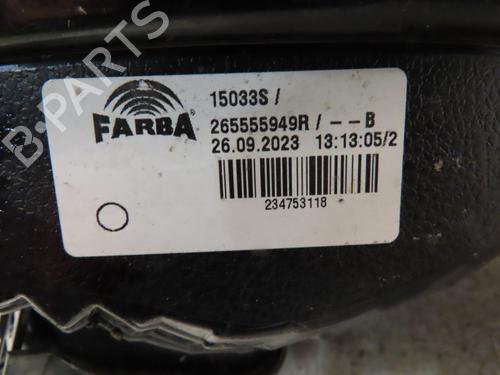 B-PARTS
FARBA
15033S /
265555949R / - - B
26.09.2023 13:13:05/2
234753118